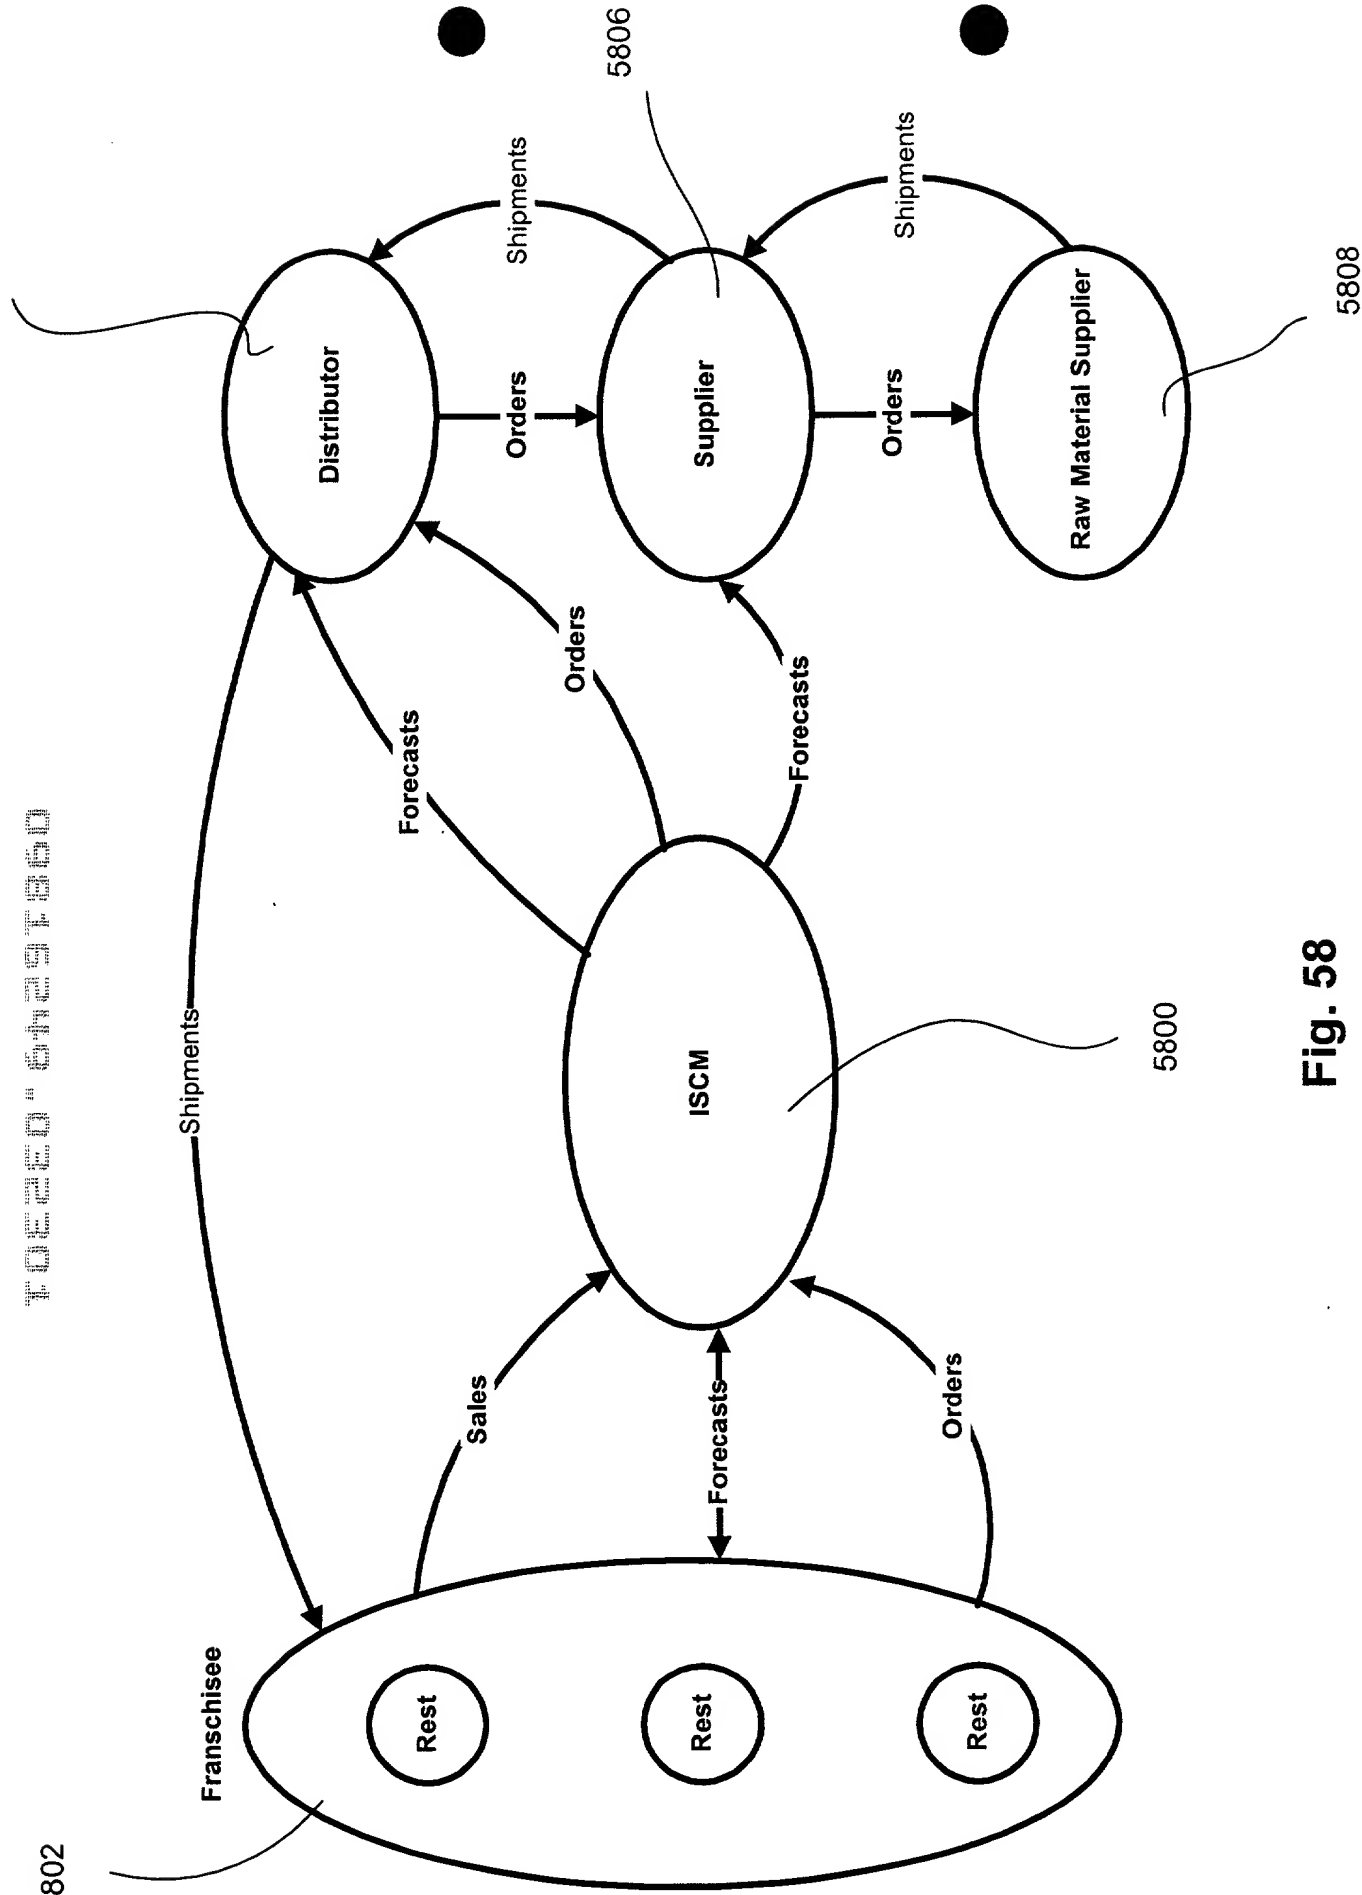 802
Franschisee
Rest
Rest
Rest
Shipments
Sales
Forecasts
Orders
ISCM
5800
Forecasts
Orders
Forecasts
Distributor
Orders
Shipments
Supplier
5806
Orders
Shipments
Raw Material Supplier
5808
Fig. 58